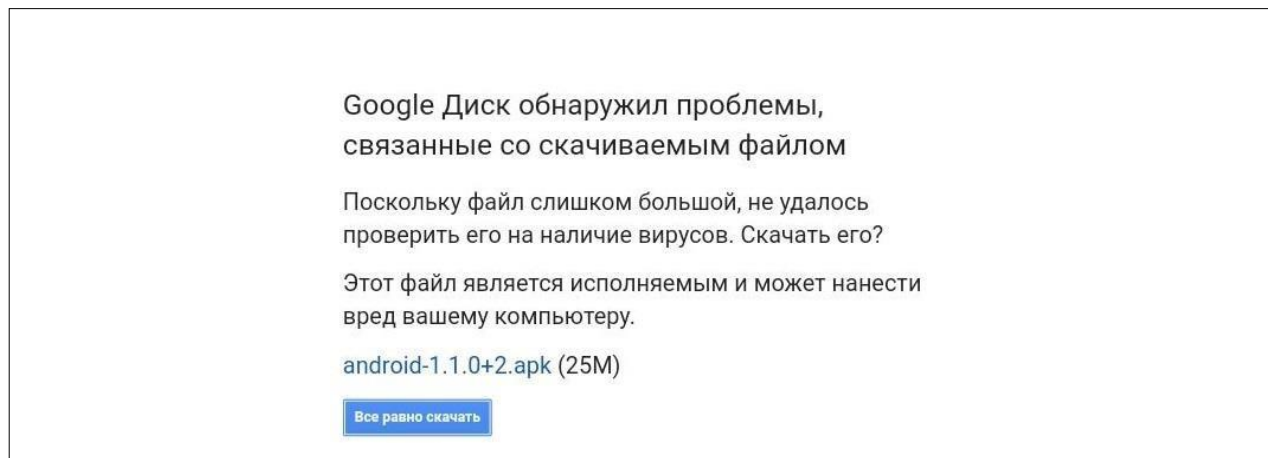 Google Диск обнаружил проблемы,
связанные со скачиваемым файлом
Поскольку файл слишком большой, не удалось
проверить его на наличие вирусов. Скачать его?
Этот файл является исполняемым и может нанести
вред вашему компьютеру.
android-1.1.0+2.apk (25M)
Все равно скачать